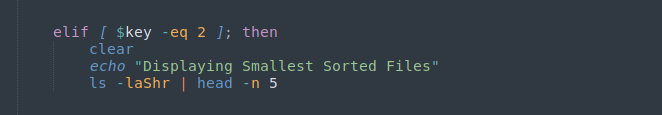 elif [ $key -eq 2 ]; then
clear
echo "Displaying Smallest Sorted Files"
ls -laShr | head -n 5